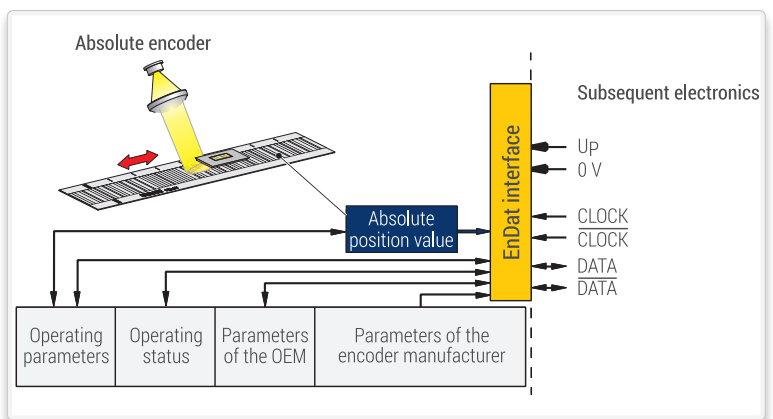 Absolute encoder
Subsequent electronics
EnDat interface
UP
0 V
Absolute
position value
CLOCK
CLOCK
DATA
DATA
Operating
parameters
Operating
status
Parameters
of the OEM
Parameters of the
encoder manufacturer